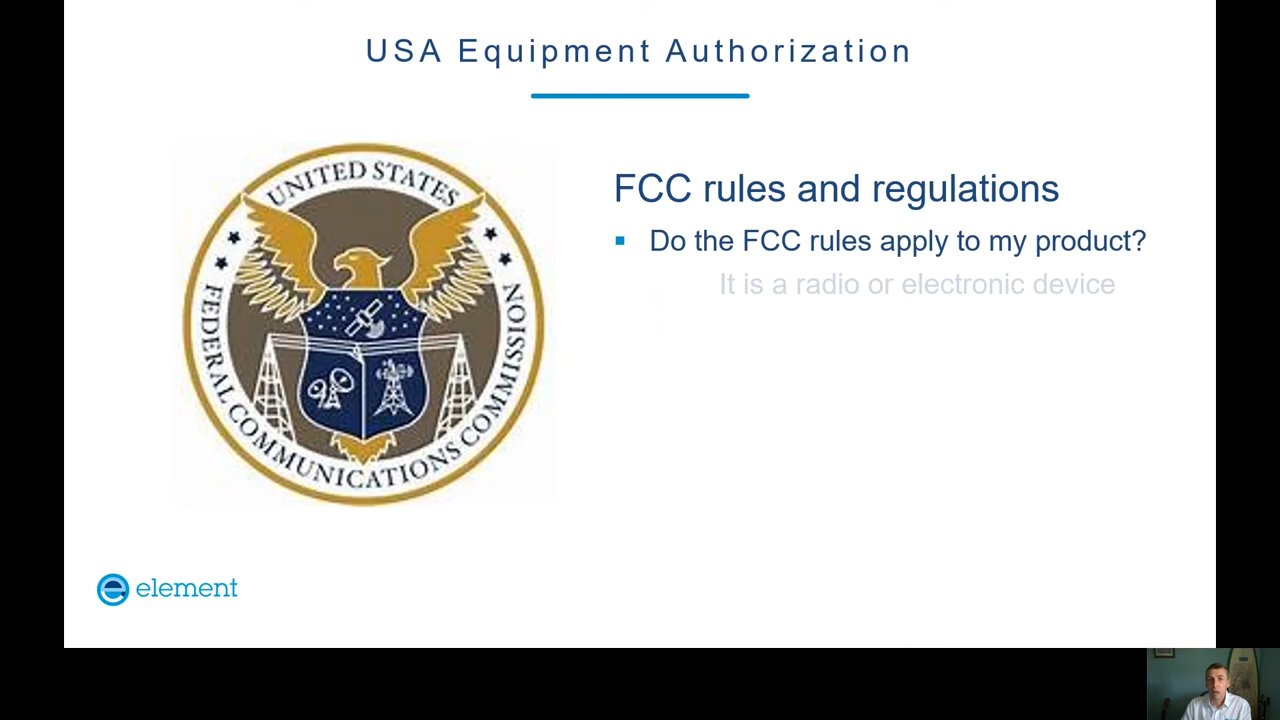 USA Equipment Authorization
UNITED STATES
FEDERAL COMMUNICATIONS COMMISSION
FCC rules and regulations
▪ Do the FCC rules apply to my product?
It is a radio or electronic device
element